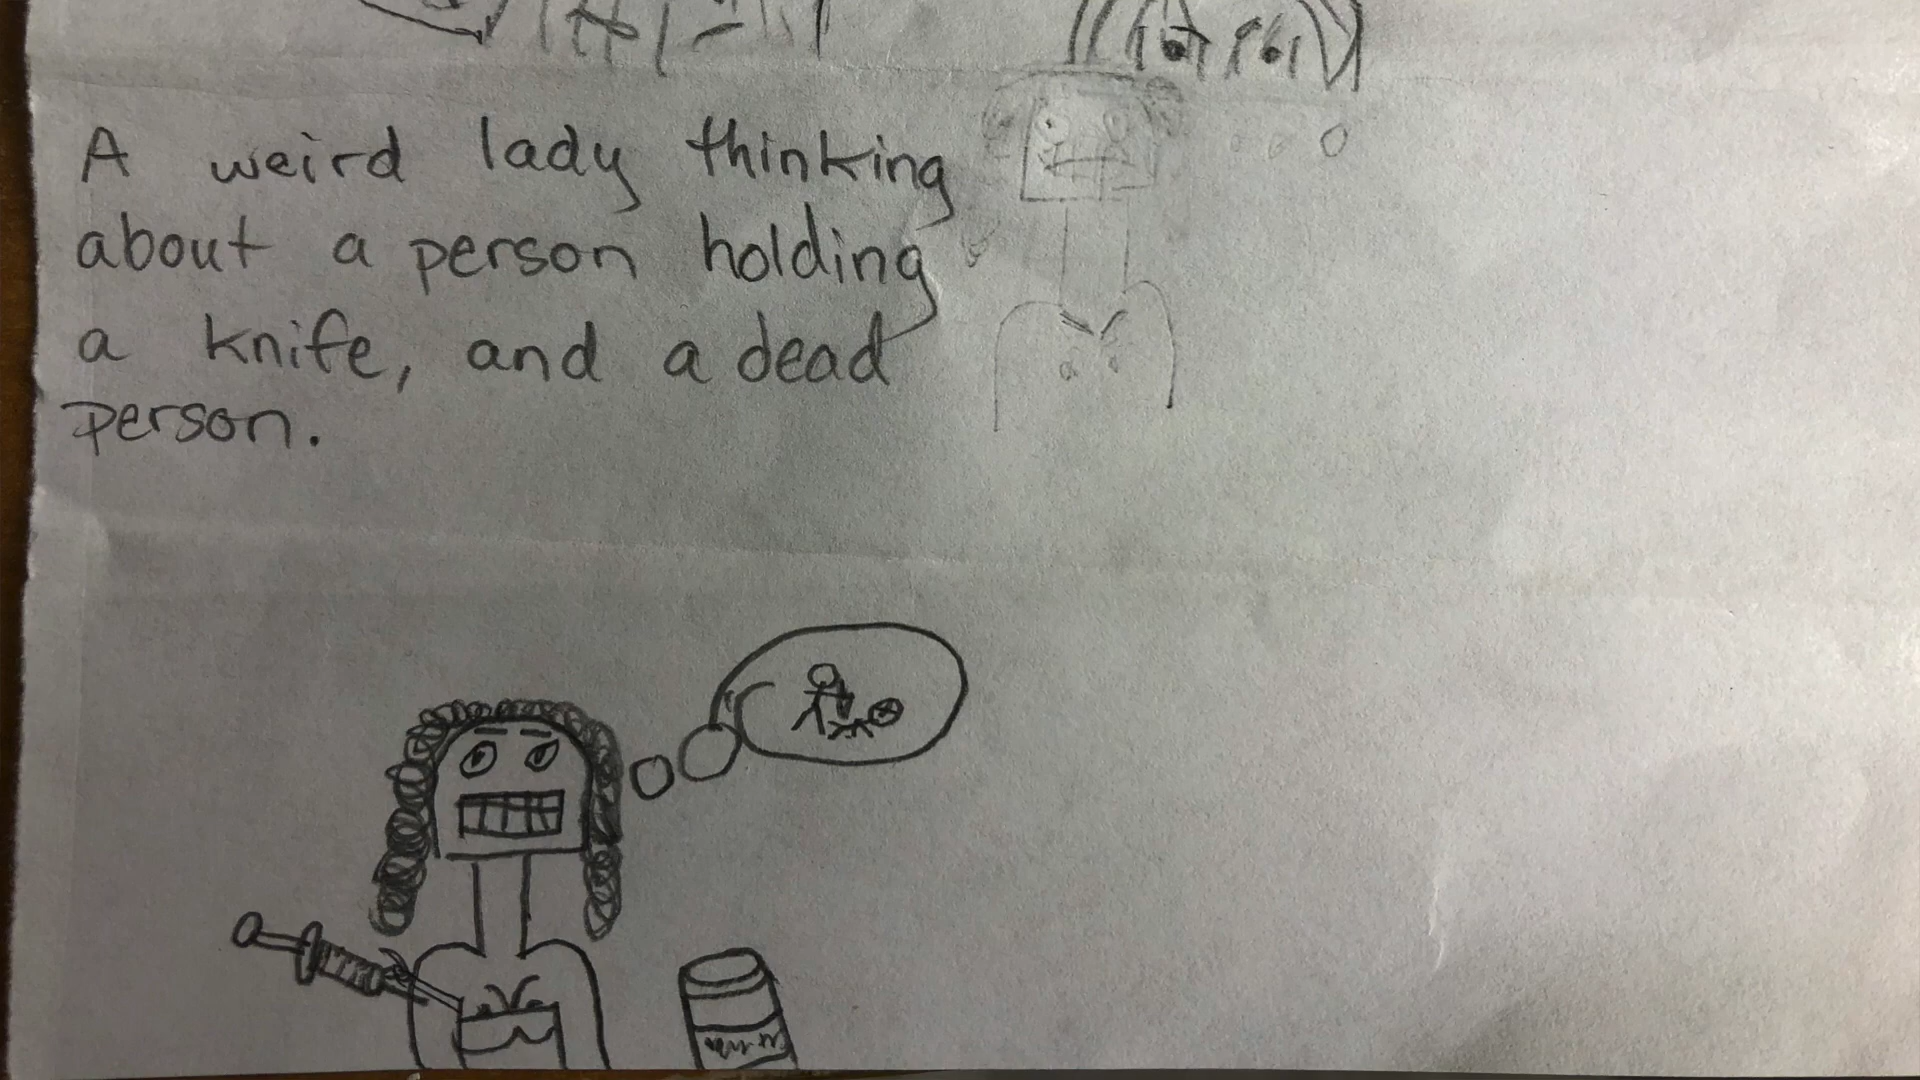 A weird lady thinking
about a person holding
a knife, and a dead
person.